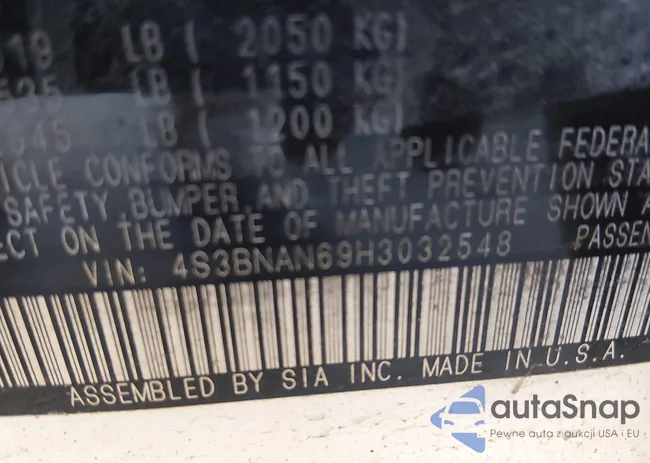 LB ( 2050 KG)
LB ( 1150 KG)
LB ( 1200 KG)
CONFORMS TO ALL APPLICABLE FEDERA
SAFETY, BUMPER AND THEFT PREVENTION STA
ECT ON THE DATE OF MANUFACTURE SHOWN A
VIN: 4S3BNAN69H3032548 PASSEN
ASSEMBLED BY SIA INC. MADE IN U.S.A.
autaSnap
Pewne auta z aukcji USA i EU